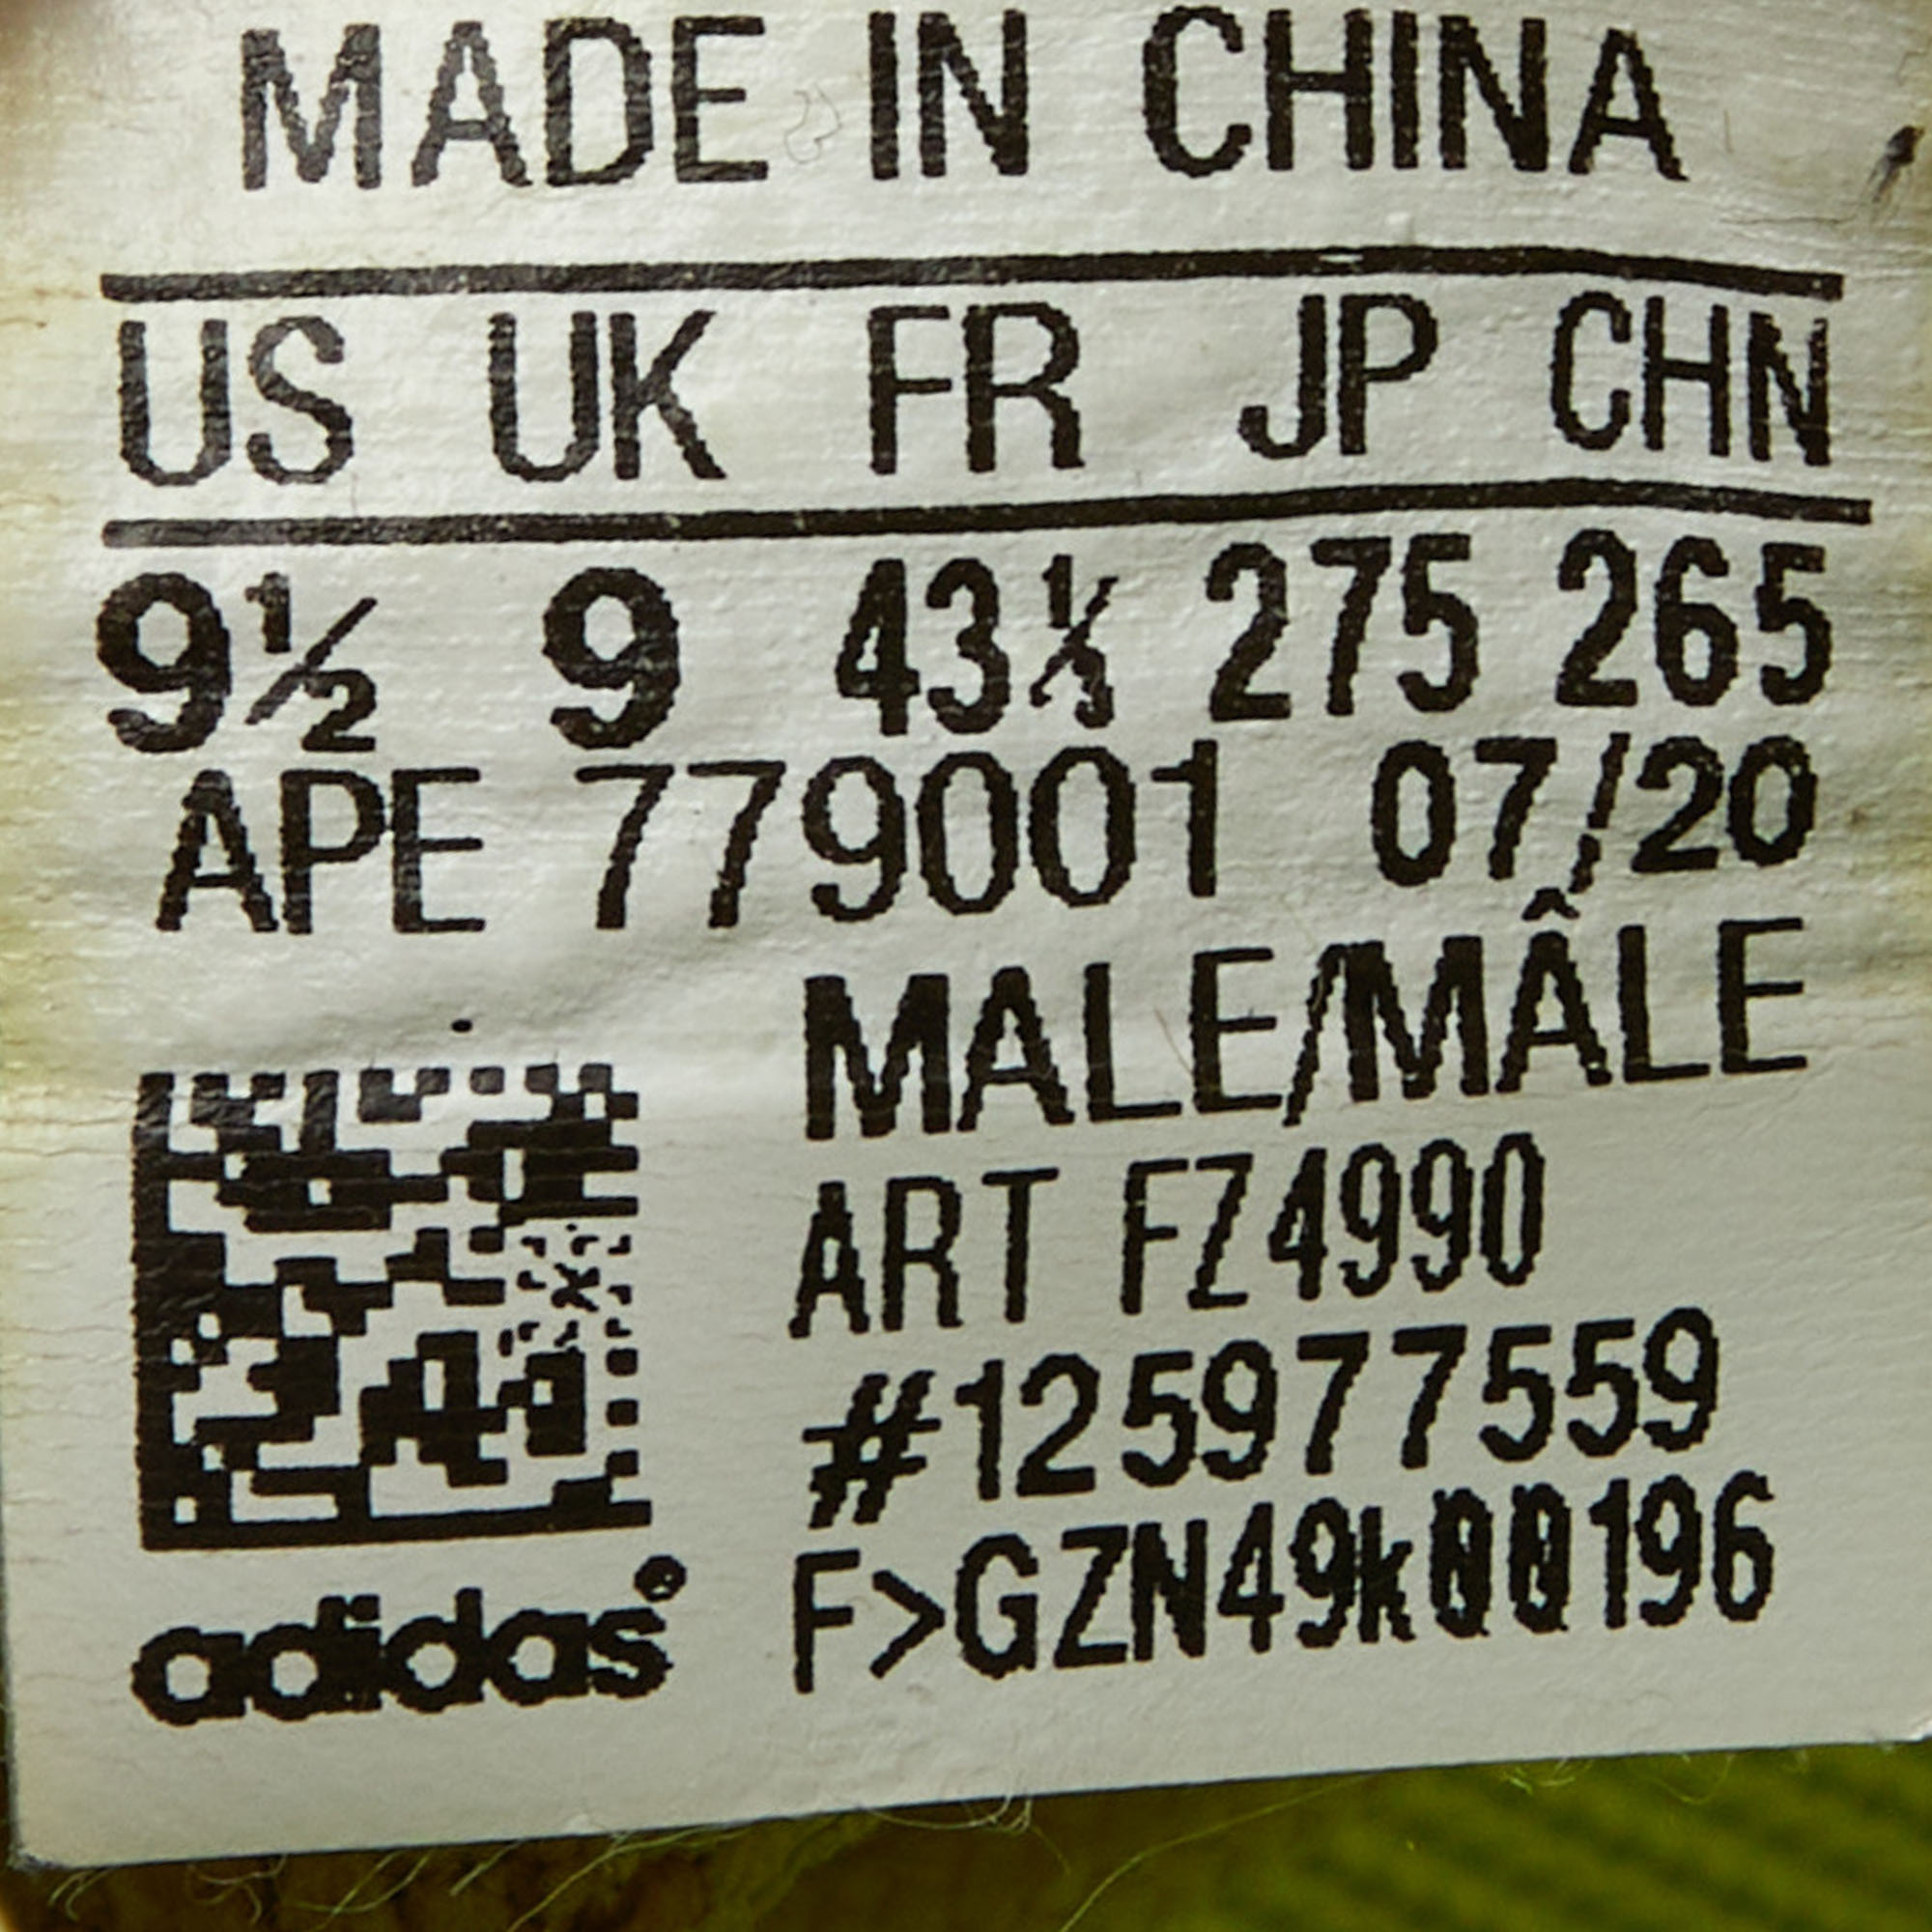 MADE IN CHINA
US UK FR JP CHN
9½ 9 43⅓ 275 265
APE 779001 07/20
MALE/MÂLE
ART FZ4990
#125977559
F>GZN49k00196
adidas®